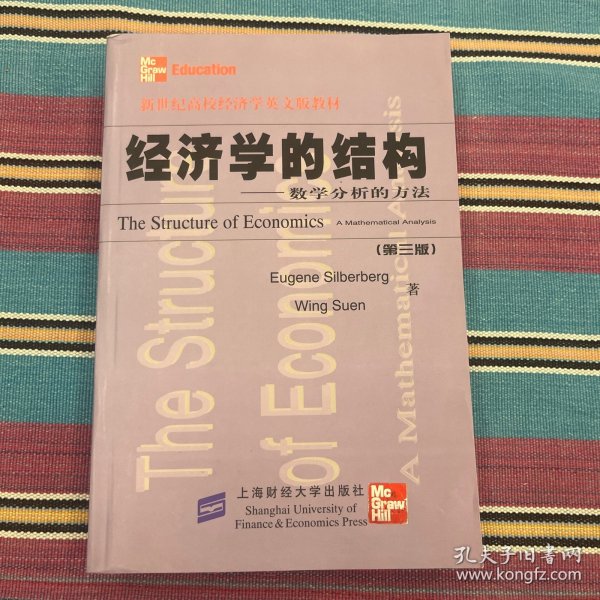 Mc
Graw
Hill
Education
新世纪高校经济学英文版教材
经济学的结构
——数学分析的方法
The Structure of Economics A Mathematical Analysis
(第三版)
Eugene Silberberg
Wing Suen
著
The Structure
of Economics
A Mathematical Analysis
上海财经大学出版社
Shanghai University of
Finance & Economics Press
Mc
Graw
Hill
孔夫子旧书网
www.kongfz.com